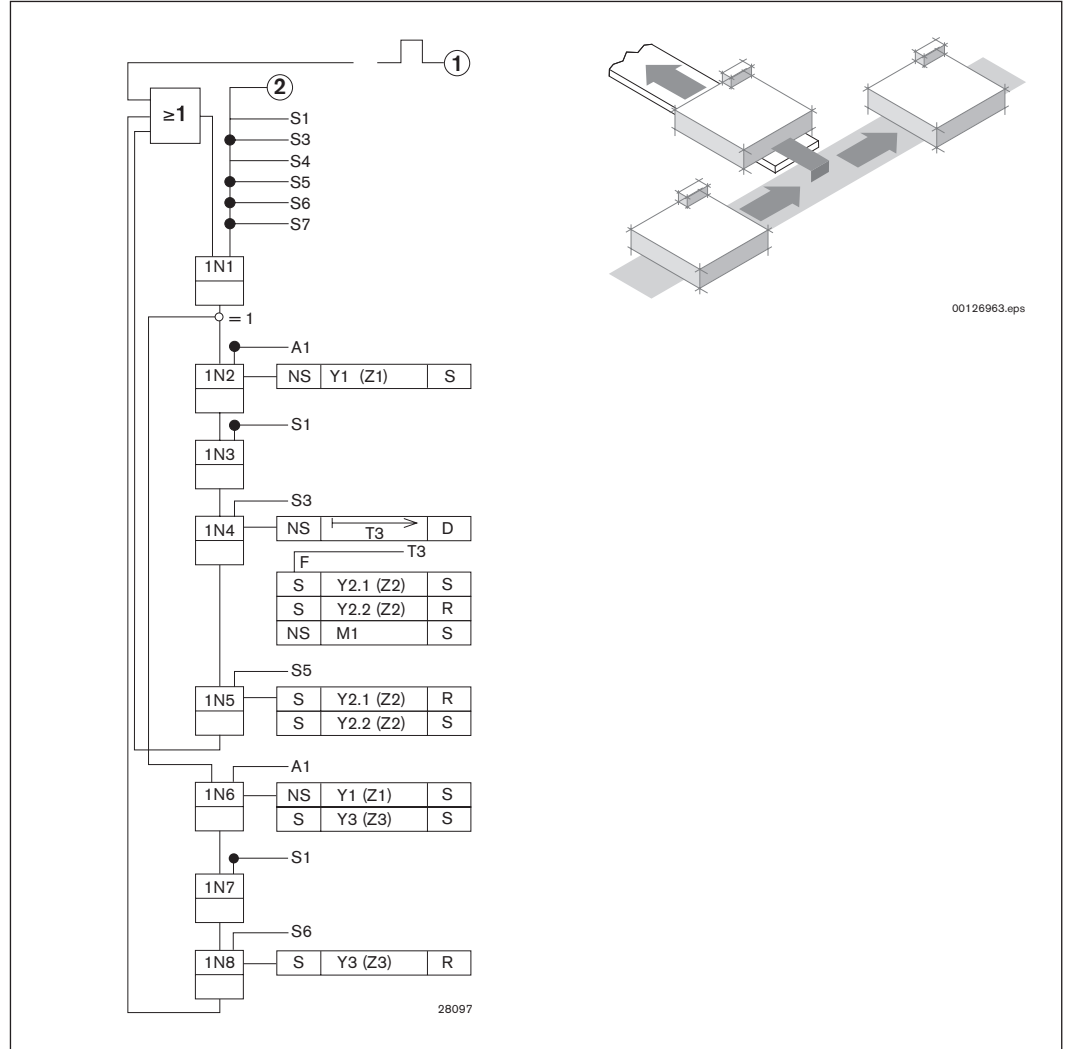 1
2
≥1
S1
S3
S4
S5
S6
S7
1N1
= 1
A1
1N2 NS Y1 (Z1) S
S1
1N3
S3
1N4 NS T3 D
T3
F
S Y2.1 (Z2) S
S Y2.2 (Z2) R
NS M1 S
S5
1N5 S Y2.1 (Z2) R
S Y2.2 (Z2) S
A1
1N6 NS Y1 (Z1) S
S Y3 (Z3) S
S1
1N7
S6
1N8 S Y3 (Z3) R
28097
00126963.eps